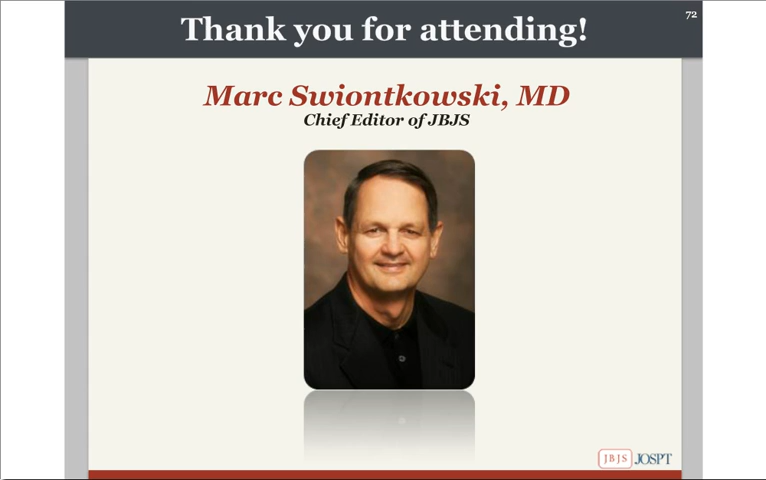 Thank you for attending!
72
Marc Swiontkowski, MD
Chief Editor of JBJS
JBJS JOSPT